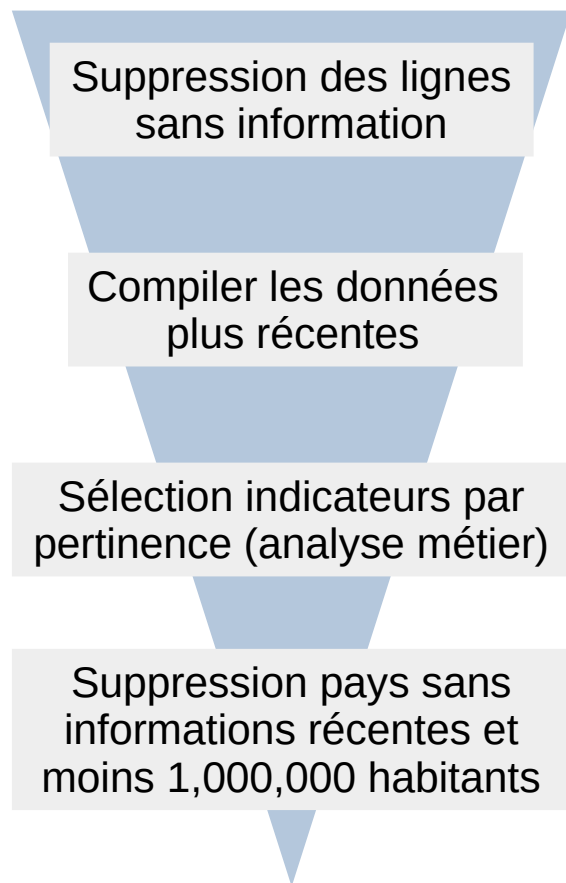 Suppression des lignes
sans information
Compiler les données
plus récentes
Sélection indicateurs par
pertinence (analyse métier)
Suppression pays sans
informations récentes et
moins 1,000,000 habitants